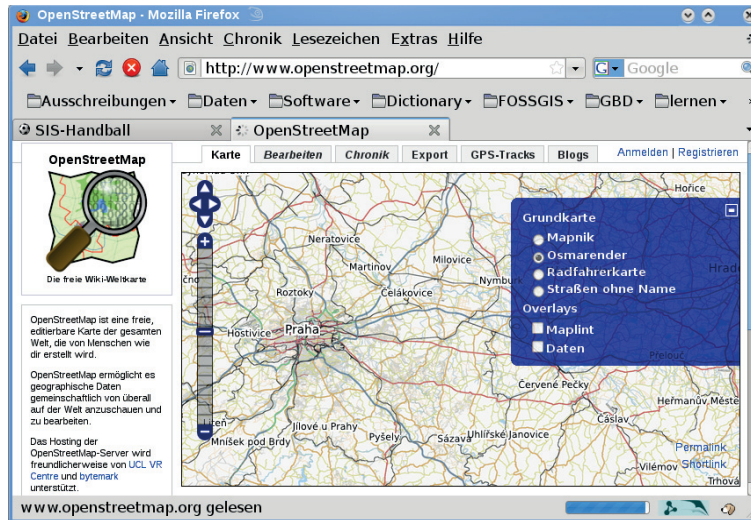 OpenStreetMap - Mozilla Firefox
Datei Bearbeiten Ansicht Chronik Lesezeichen Extras Hilfe
http://www.openstreetmap.org/
G Google
Ausschreibungen Daten Software Dictionary FOSSGIS GBD lernen
SIS-Handball OpenStreetMap
OpenStreetMap
Die freie Wiki-Weltkarte
OpenStreetMap ist eine freie,
editierbare Karte der gesamten
Welt, die von Menschen wie
dir erstellt wird.
OpenStreetMap ermöglicht es
geographische Daten
gemeinschaftlich von überall
auf der Welt anzuschauen und
zu bearbeiten.
Das Hosting der
OpenStreetMap-Server wird
freundlicherweise von UCL VR
Centre und bytemark
unterstützt.
Karte Bearbeiten Chronik Export GPS-Tracks Blogs
Anmelden | Registrieren
Hořice
Neratovice
Martinov
Milovice
Roztoky
Čelákovice
Nymburk
Hostivice
Praha
Přelouč
Červené Pečky
Heřmanův Měste
Čáslav
Jílové u Prahy
Mníšek pod Brdy
Pyšely
Sázava
Uhlířské Janovice
Vilémov
Trhová
Grundkarte
Mapnik
Osmarender
Radfahrerkarte
Straßen ohne Name
Overlays
Maplint
Daten
Permalink
Shortlink
www.openstreetmap.org gelesen